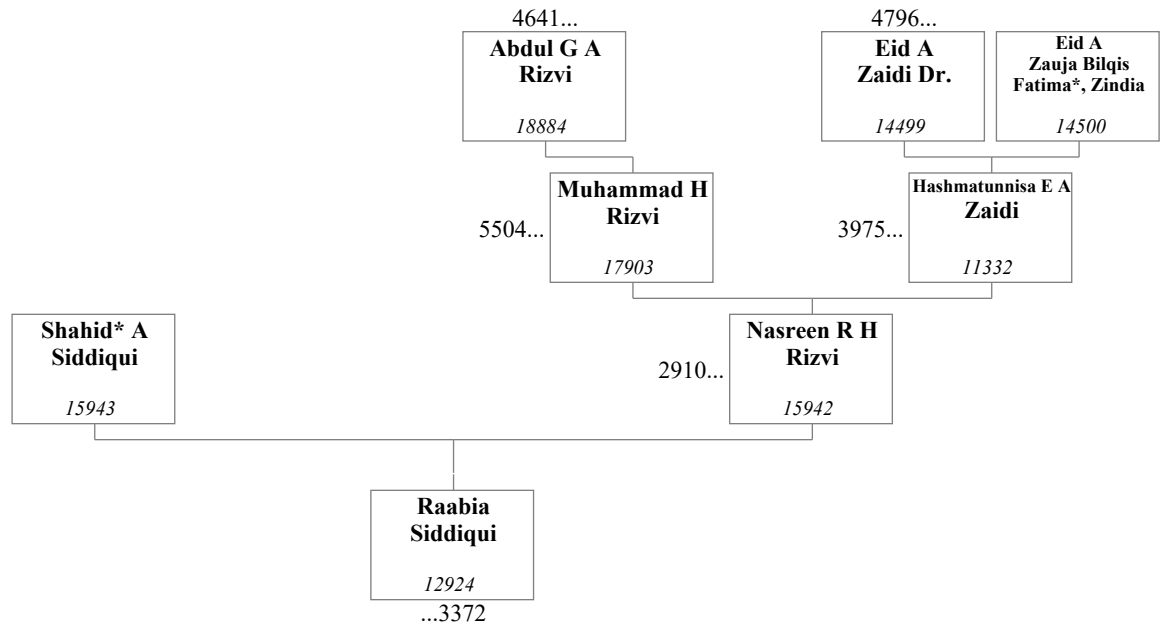 4641...
Abdul G A
Rizvi
18884
4796...
Eid A
Zaidi Dr.
14499
Eid A
Zauja Bilqis
Fatima*, Zindia
14500
5504...
Muhammad H
Rizvi
17903
3975...
Hashmatunnisa E A
Zaidi
11332
Shahid* A
Siddiqui
15943
2910...
Nasreen R H
Rizvi
15942
Raabia
Siddiqui
12924
...3372